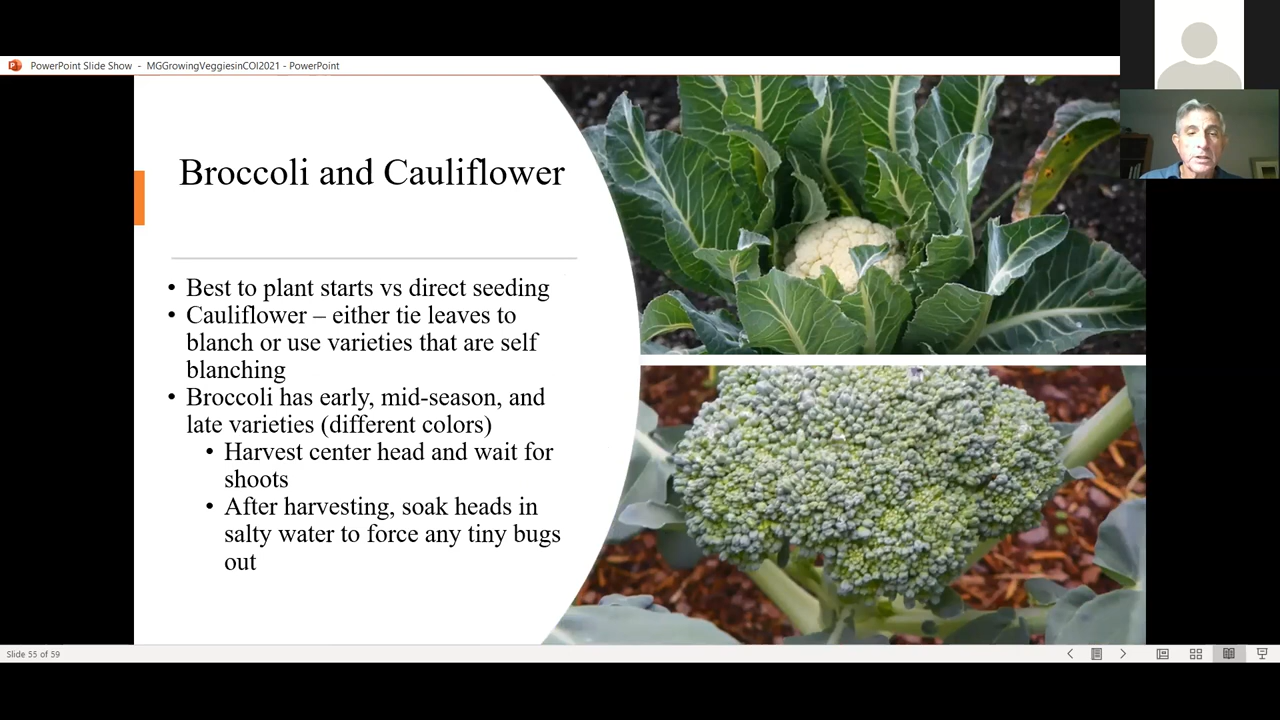 PowerPoint Slide Show - MGGrowingVeggiesinCOI2021 - PowerPoint
Broccoli and Cauliflower
• Best to plant starts vs direct seeding
• Cauliflower – either tie leaves to
blanch or use varieties that are self
blanching
• Broccoli has early, mid-season, and
late varieties (different colors)
• Harvest center head and wait for
shoots
• After harvesting, soak heads in
salty water to force any tiny bugs
out
Slide 55 of 59